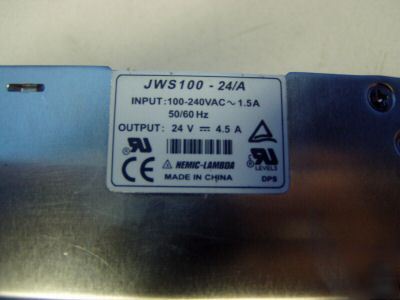 JWS100 - 24/A
INPUT: 100-240VAC ~ 1.5A
50/60 Hz
OUTPUT: 24 V ⎓ 4.5 A
NEMIC-LAMBDA
LEVEL3
MADE IN CHINA
DPS